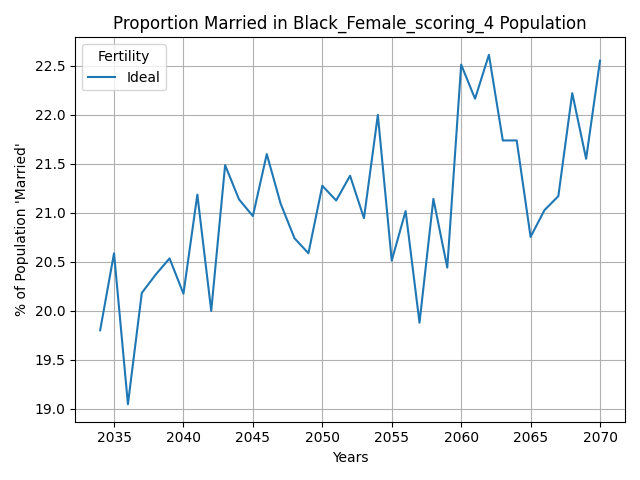 Proportion Married in Black_Female_scoring_4 Population
Fertility
Ideal
% of Population 'Married'
22.5
22.0
21.5
21.0
20.5
20.0
19.5
19.0
2035 2040 2045 2050 2055 2060 2065 2070
Years